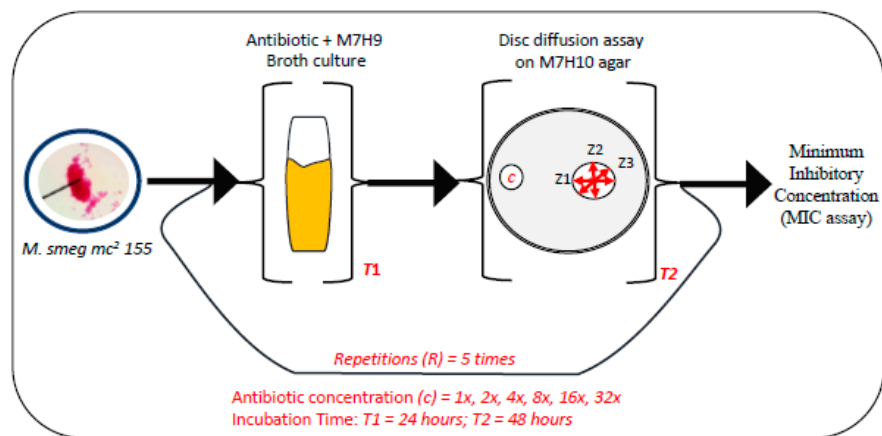 Antibiotic + M7H9
Broth culture
Disc diffusion assay
on M7H10 agar
M. smeg mc² 155
T1
c
Z1
Z2
Z3
T2
Minimum
Inhibitory
Concentration
(MIC assay)
Repetitions (R) = 5 times
Antibiotic concentration (c) = 1x, 2x, 4x, 8x, 16x, 32x
Incubation Time: T1 = 24 hours; T2 = 48 hours